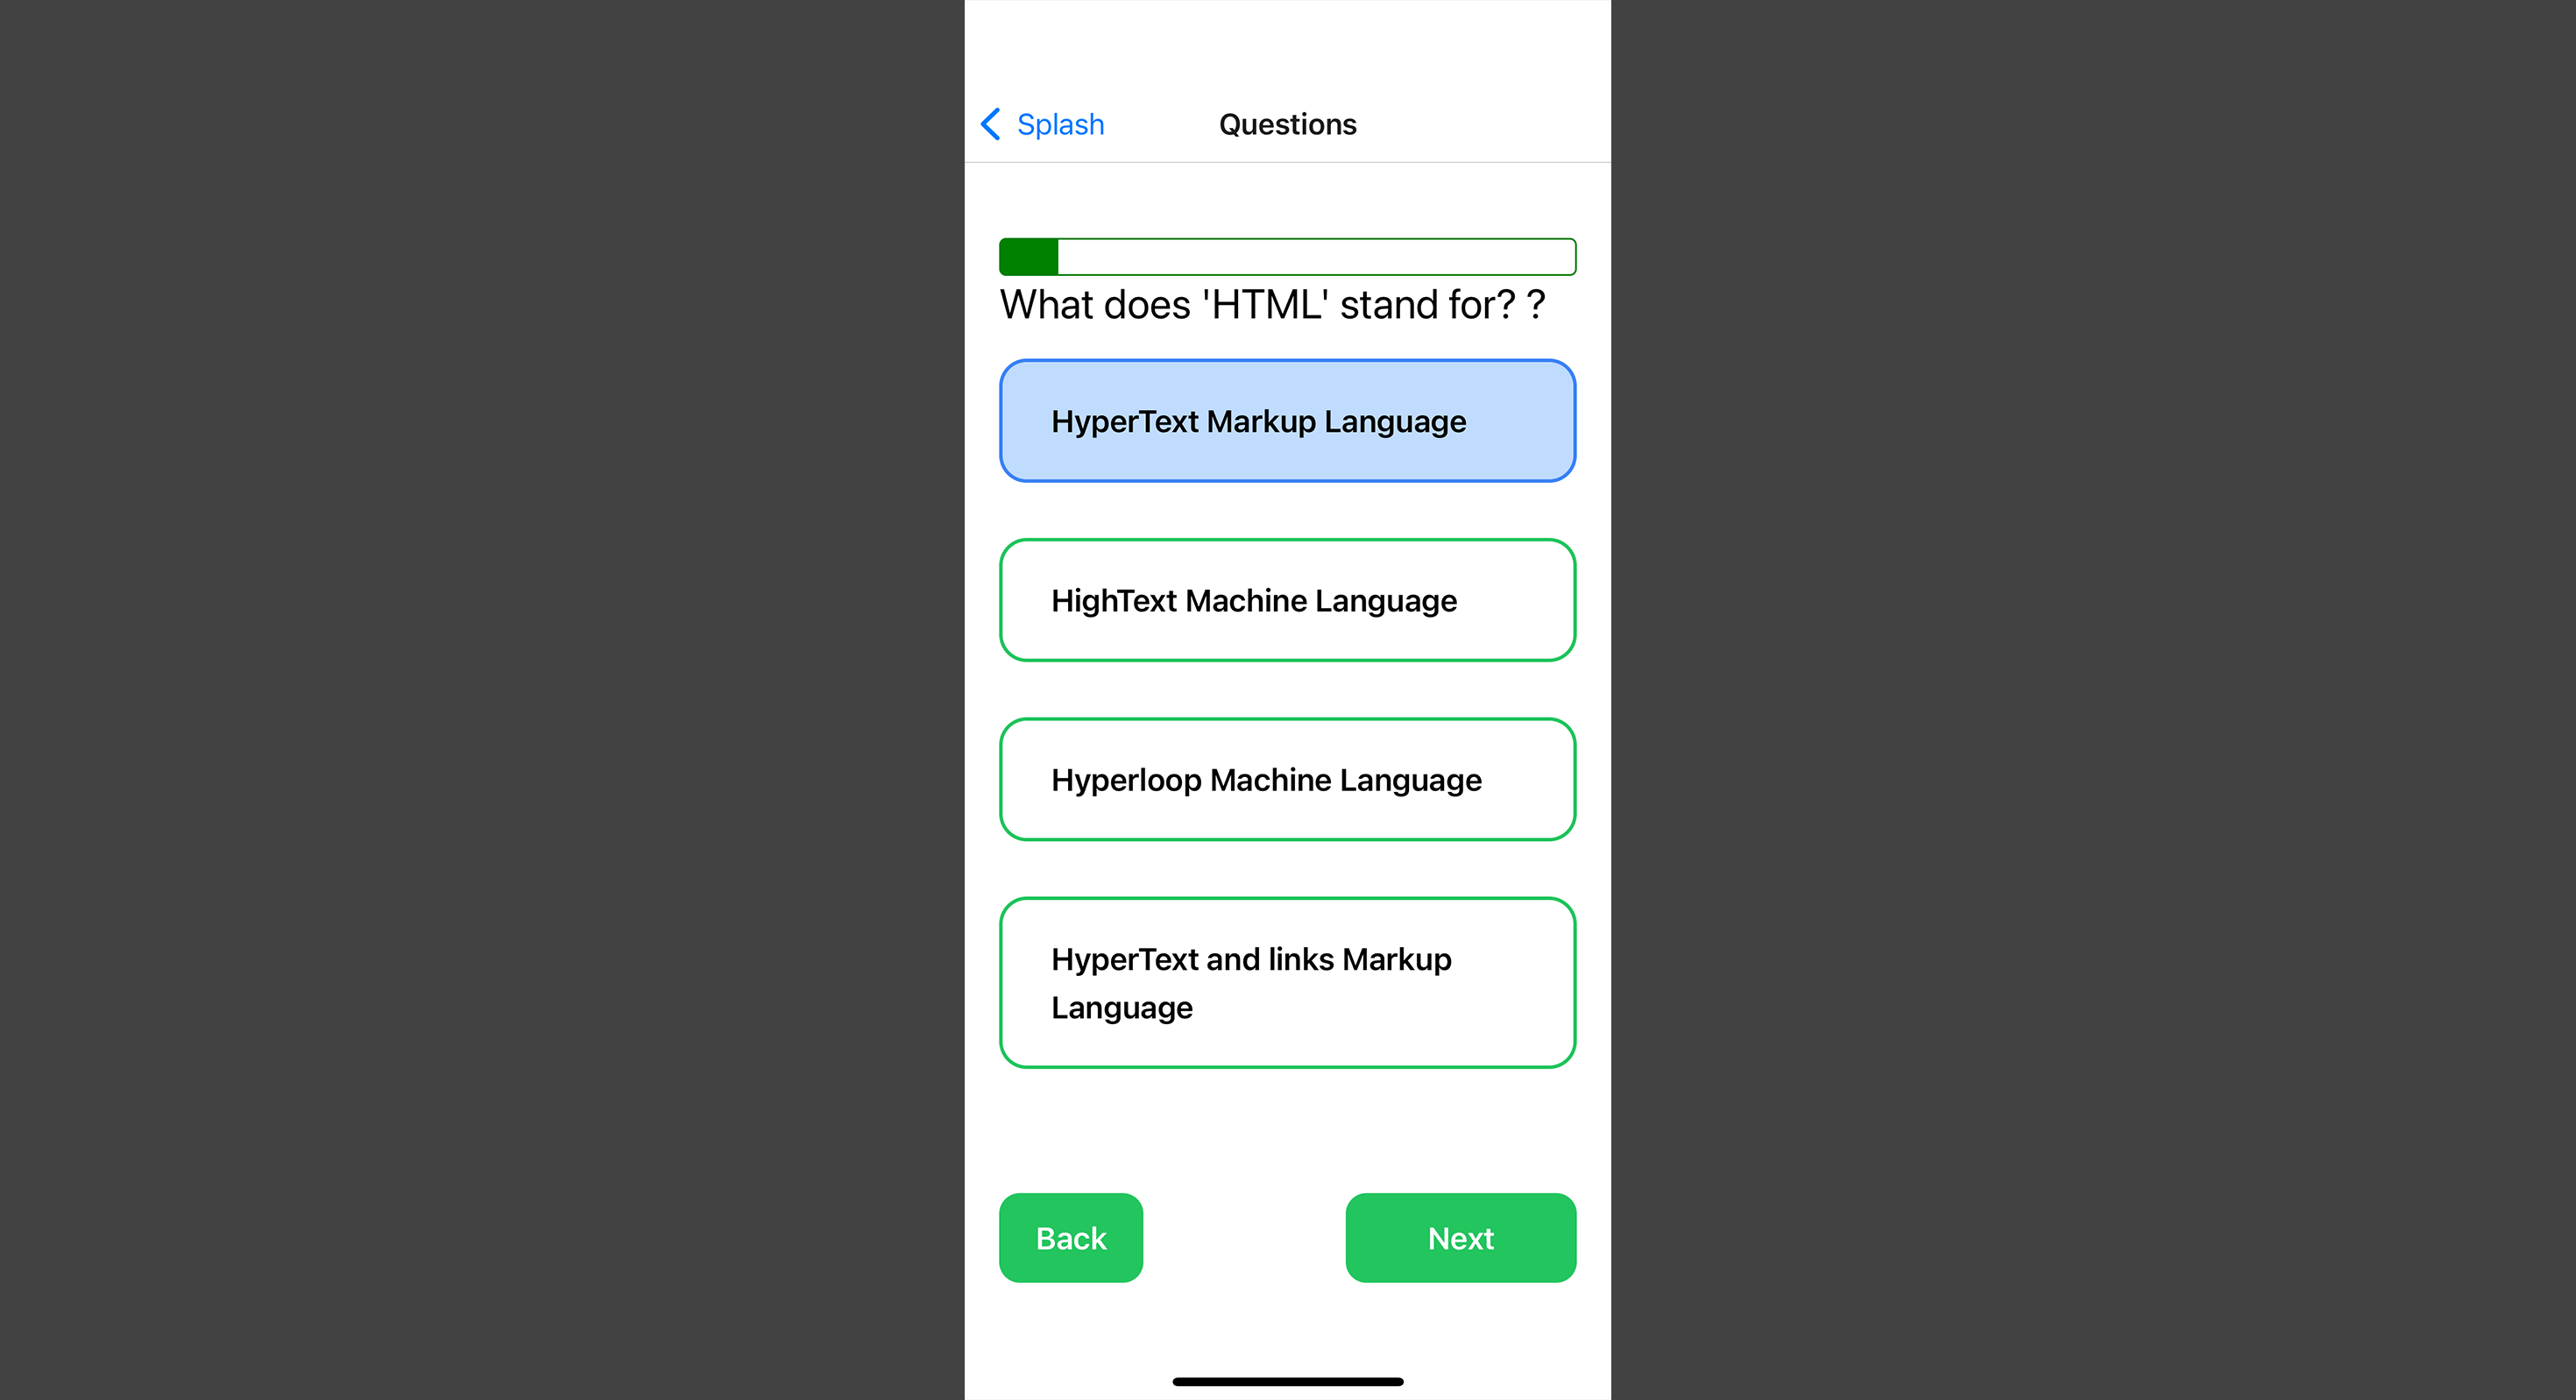 Splash
Questions
What does 'HTML' stand for? ?
HyperText Markup Language
HighText Machine Language
Hyperloop Machine Language
HyperText and links Markup
Language
Back
Next